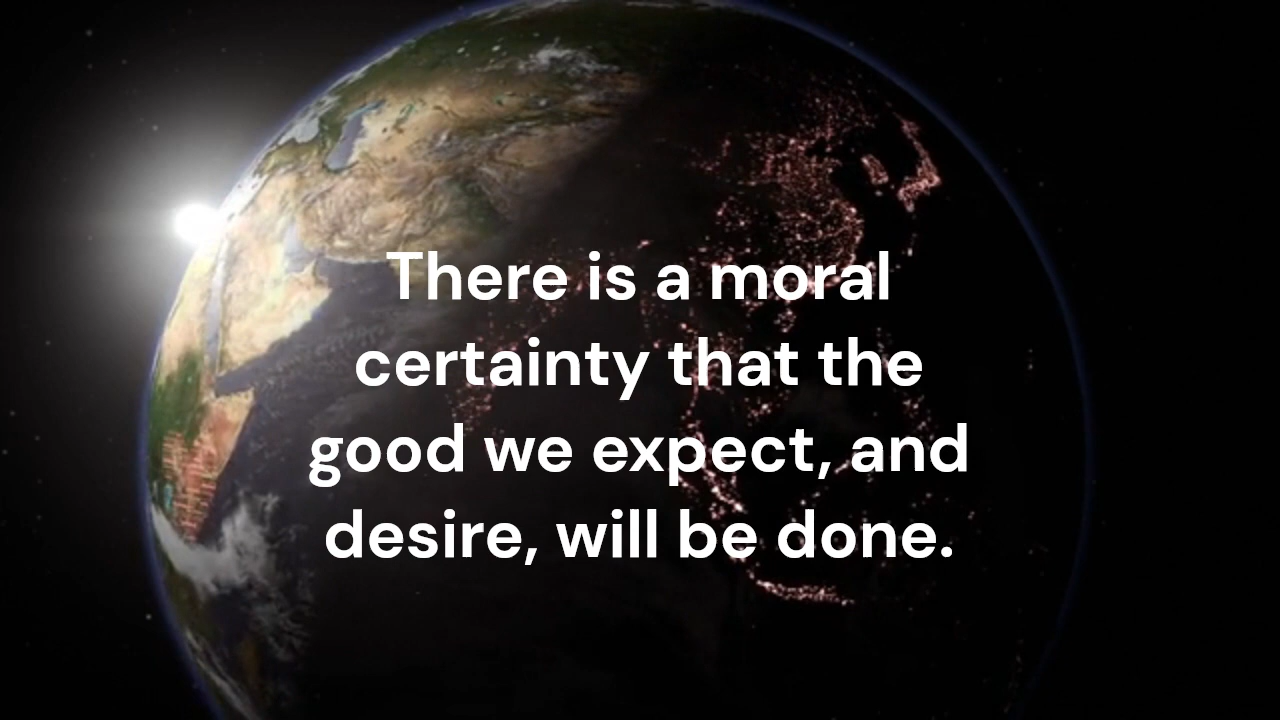 There is a moral
certainty that the
good we expect, and
desire, will be done.